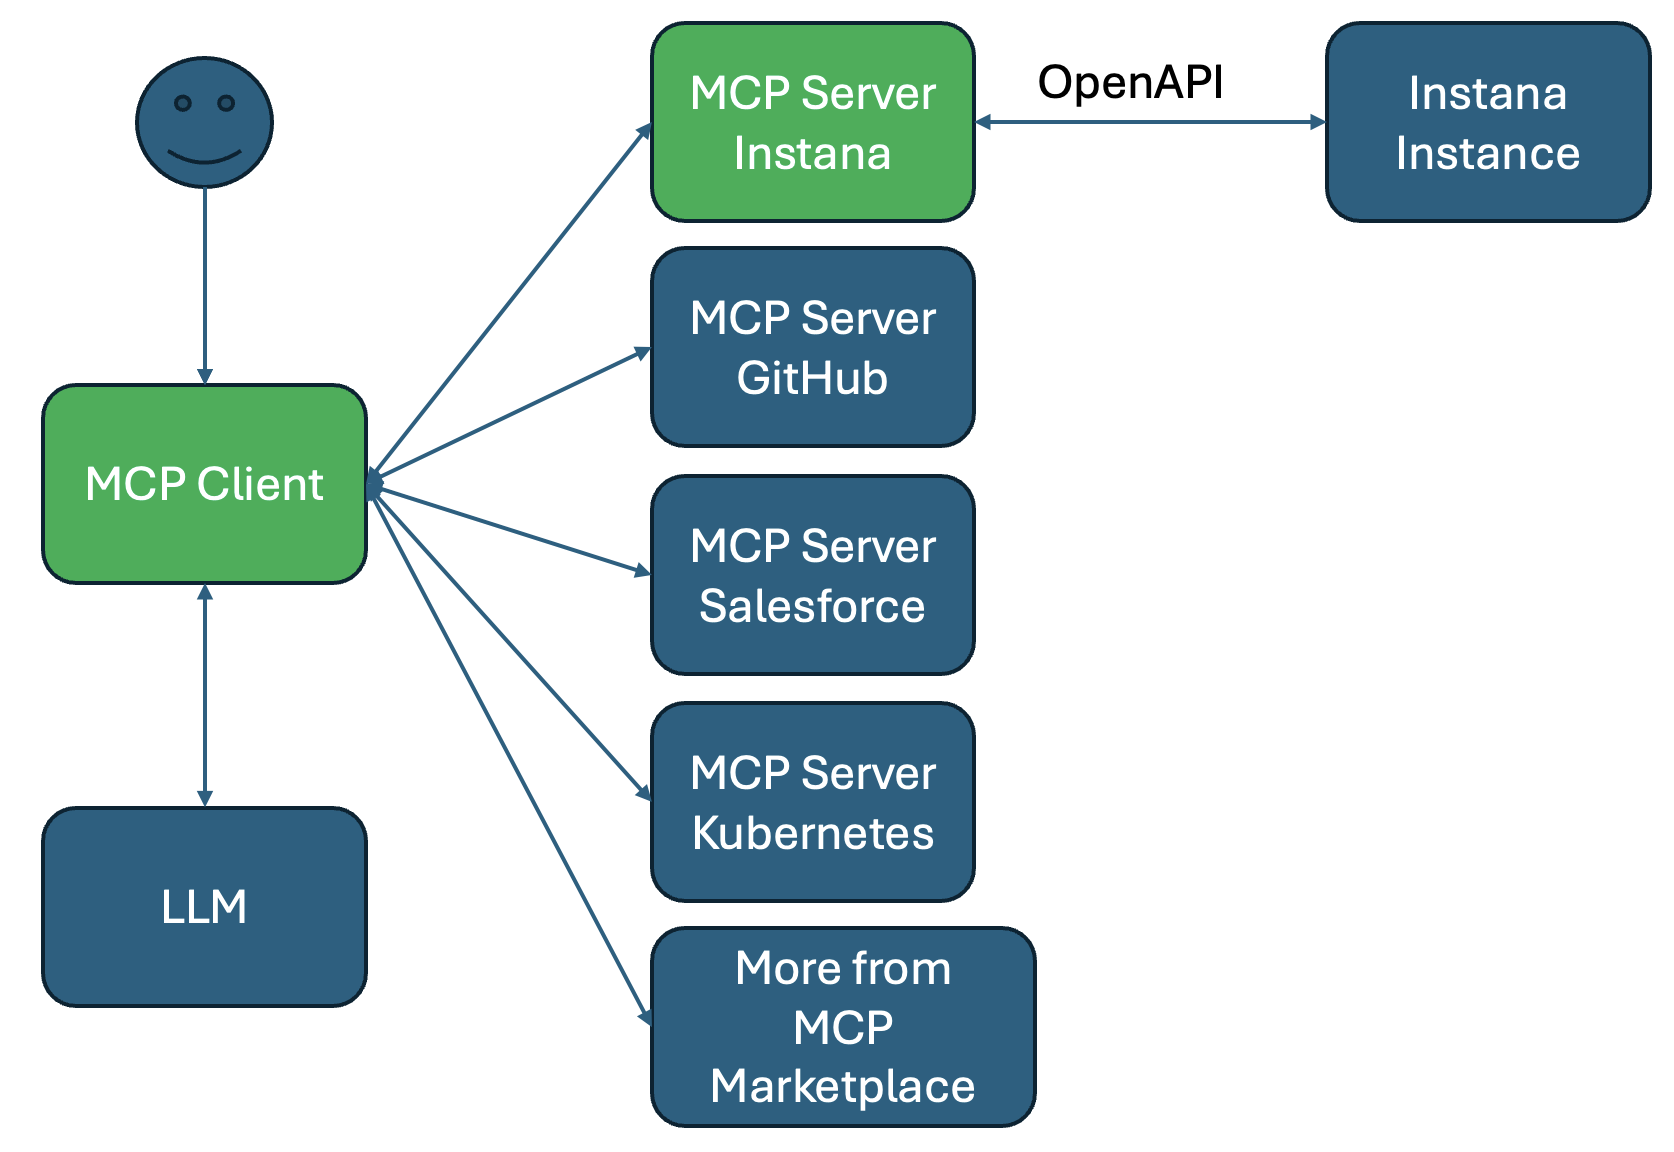 MCP Server
Instana
OpenAPI
Instana
Instance
MCP Server
GitHub
MCP Client
MCP Server
Salesforce
MCP Server
Kubernetes
LLM
More from
MCP
Marketplace